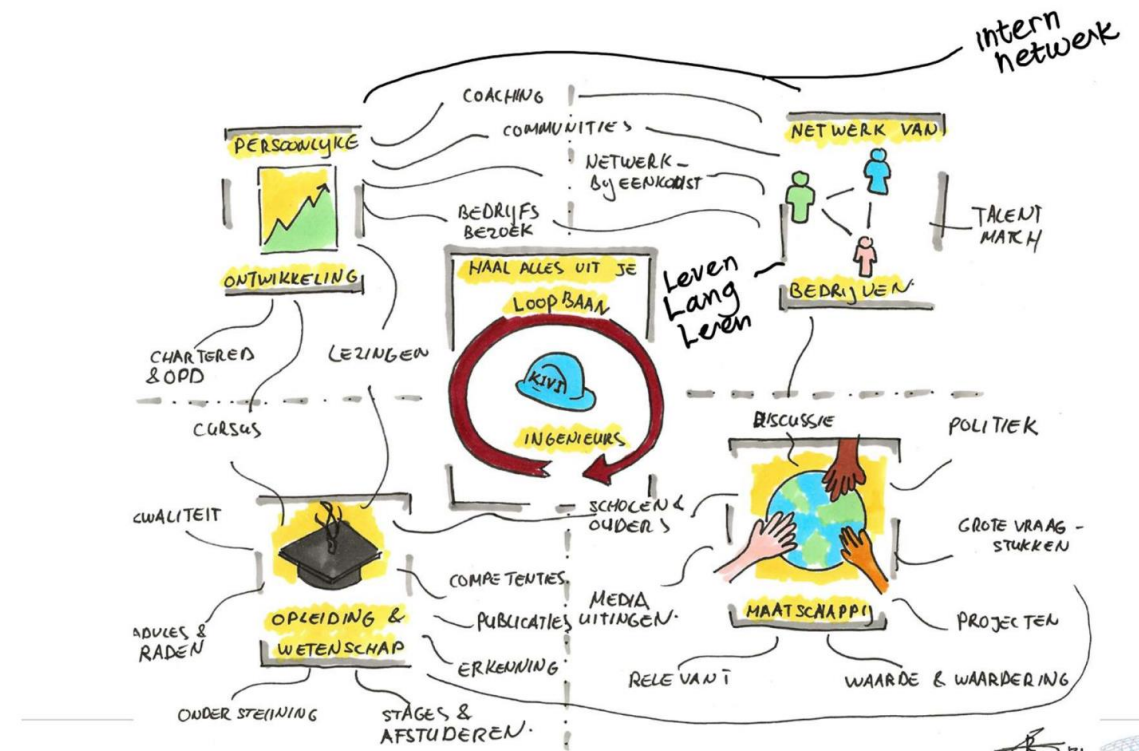 intern
netwerk
COACHING
COMMUNITIES
NETWERK-
BIJEENKOMST
BEDRIJFS
BEZOEK
PERSOONLIJKE
ONTWIKKELING
NETWERK VAN
BEDRIJVEN.
TALENT
MATCH
Leven
Lang
Leven
HAAL ALLES UIT JE
LOOPBAAN
KIVI
INGENIEURS
CHARTERED
& OPD
LEZINGEN
CURSUS
KWALITEIT
ADVIES &
RADEN
OPLEIDING &
WETENSCHAP
COMPETENTIES
PUBLICATIES
ERKENNING
ONDERSTEUNING
STAGES &
AFSTUDEREN.
SCHOLEN &
OUDERS
MEDIA
UITINGEN.
DISCUSSIE
POLITIEK
GROTE VRAAG-
STUKKEN
MAATSCHAPPIJ
PROJECTEN
RELEVANT
WAARDE & WAARDERING